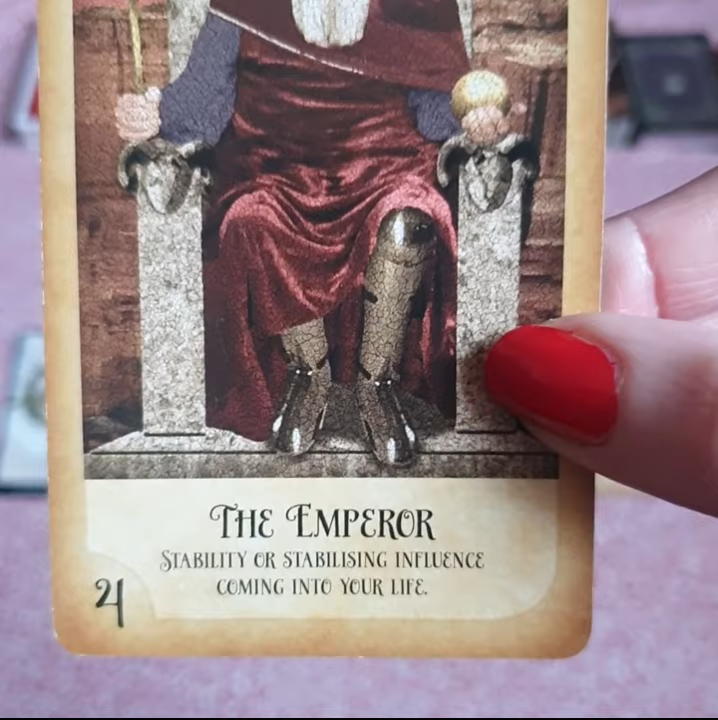 The Emperor
Stability or stabilising influence
coming into your life.
4